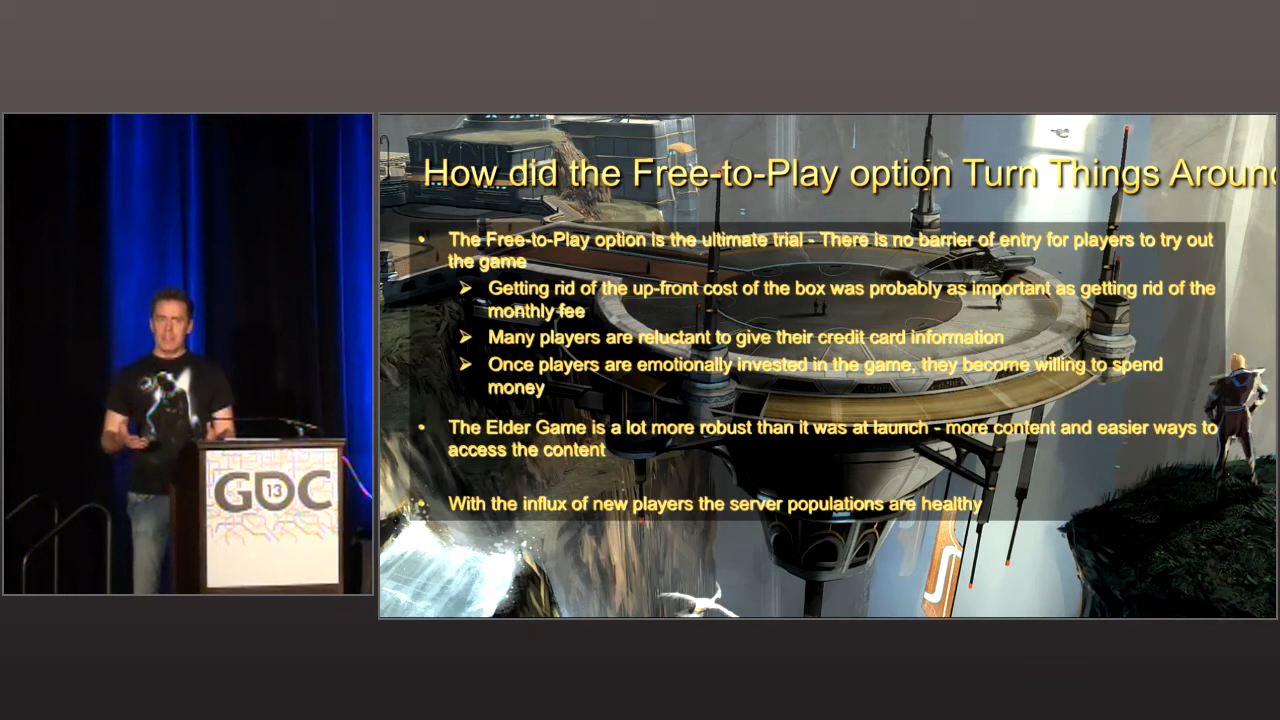 How did the Free-to-Play option Turn Things Aroun
• The Free-to-Play option is the ultimate trial - There is no barrier of entry for players to try out
the game
➢ Getting rid of the up-front cost of the box was probably as important as getting rid of the
monthly fee
➢ Many players are reluctant to give their credit card information
➢ Once players are emotionally invested in the game, they become willing to spend
money
• The Elder Game is a lot more robust than it was at launch - more content and easier ways to
access the content
• With the influx of new players the server populations are healthy
GDC
13